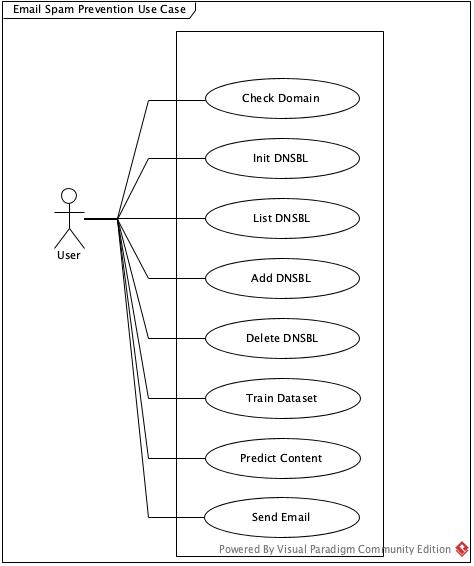 Email Spam Prevention Use Case
Check Domain
Init DNSBL
List DNSBL
User
Add DNSBL
Delete DNSBL
Train Dataset
Predict Content
Send Email
Powered By Visual Paradigm Community Edition